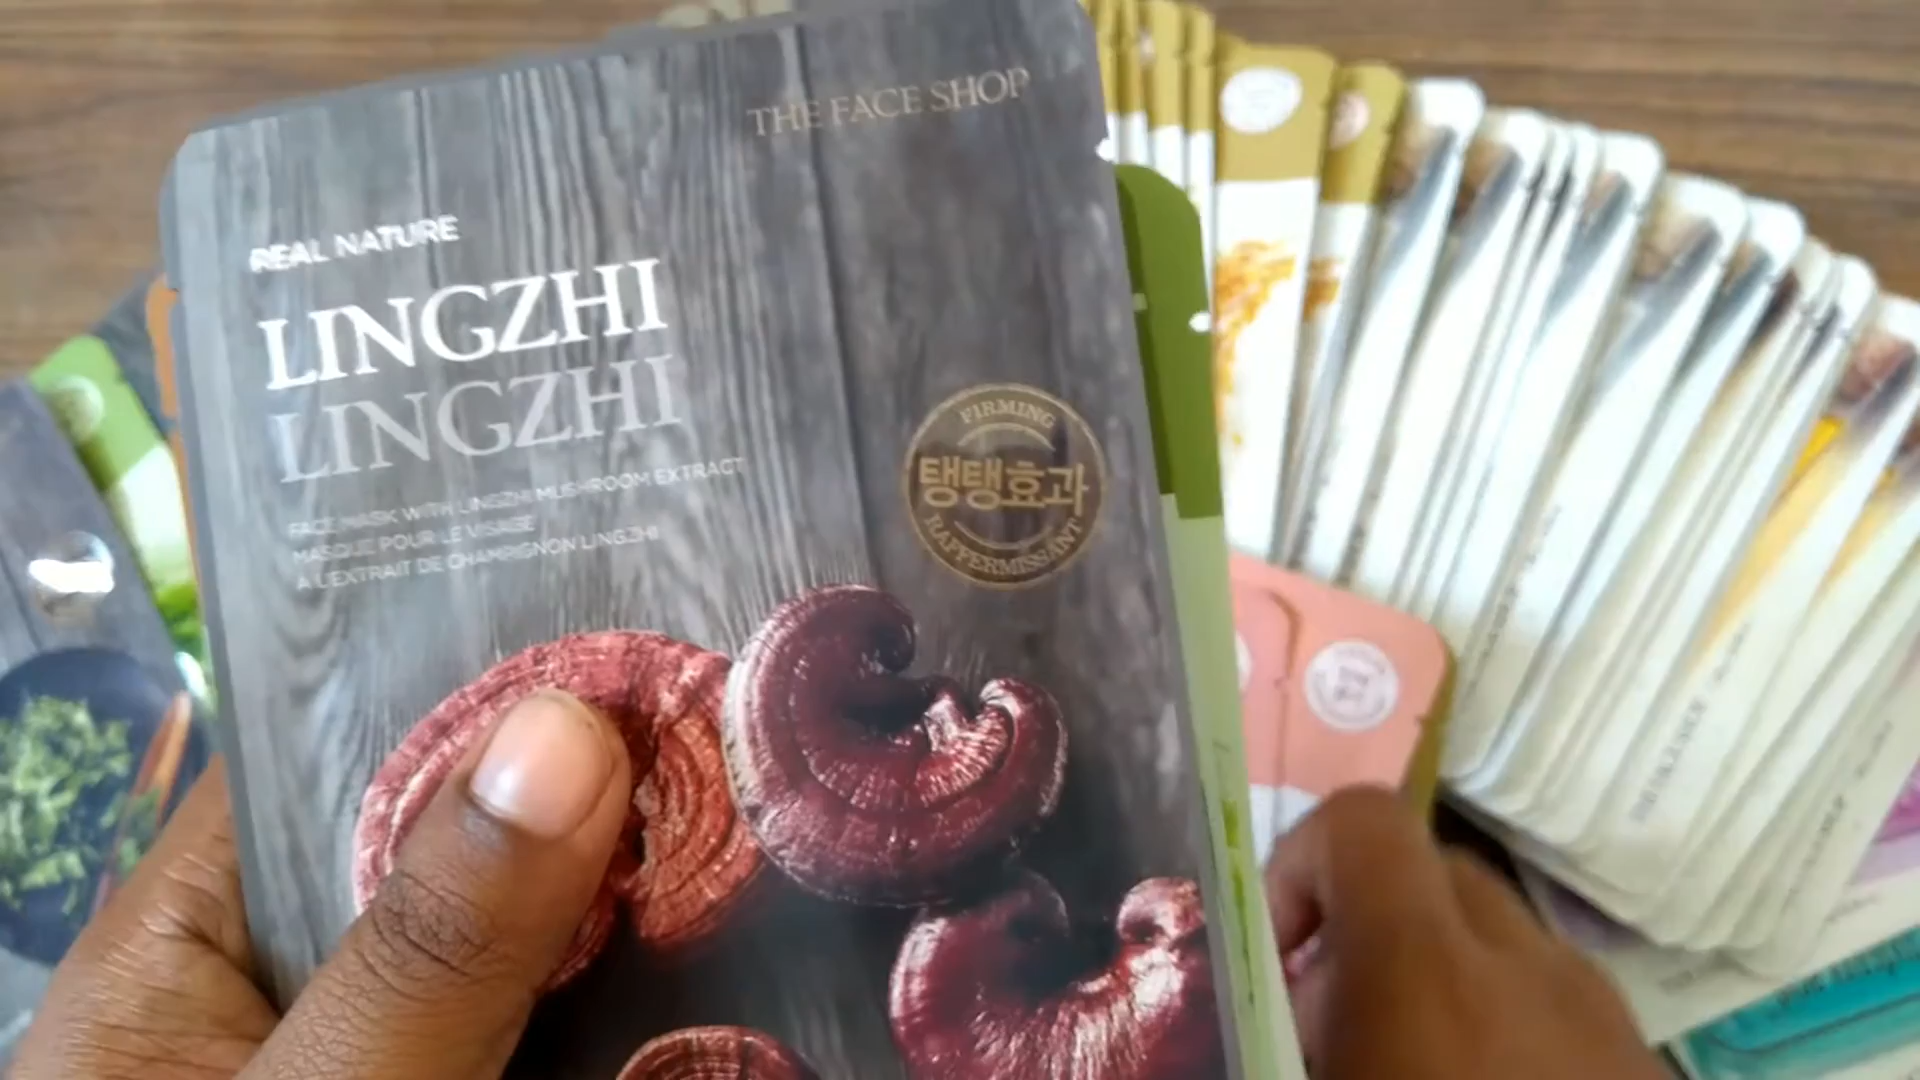 THE FACE SHOP
REAL NATURE
LINGZHI
LINGZHI
FACE MASK WITH LINGZHI MUSHROOM EXTRACT
MASQUE POUR LE VISAGE
À L'EXTRAIT DE CHAMPIGNON LINGZHI
FIRMING
탱탱효과
RAFFERMISSANT